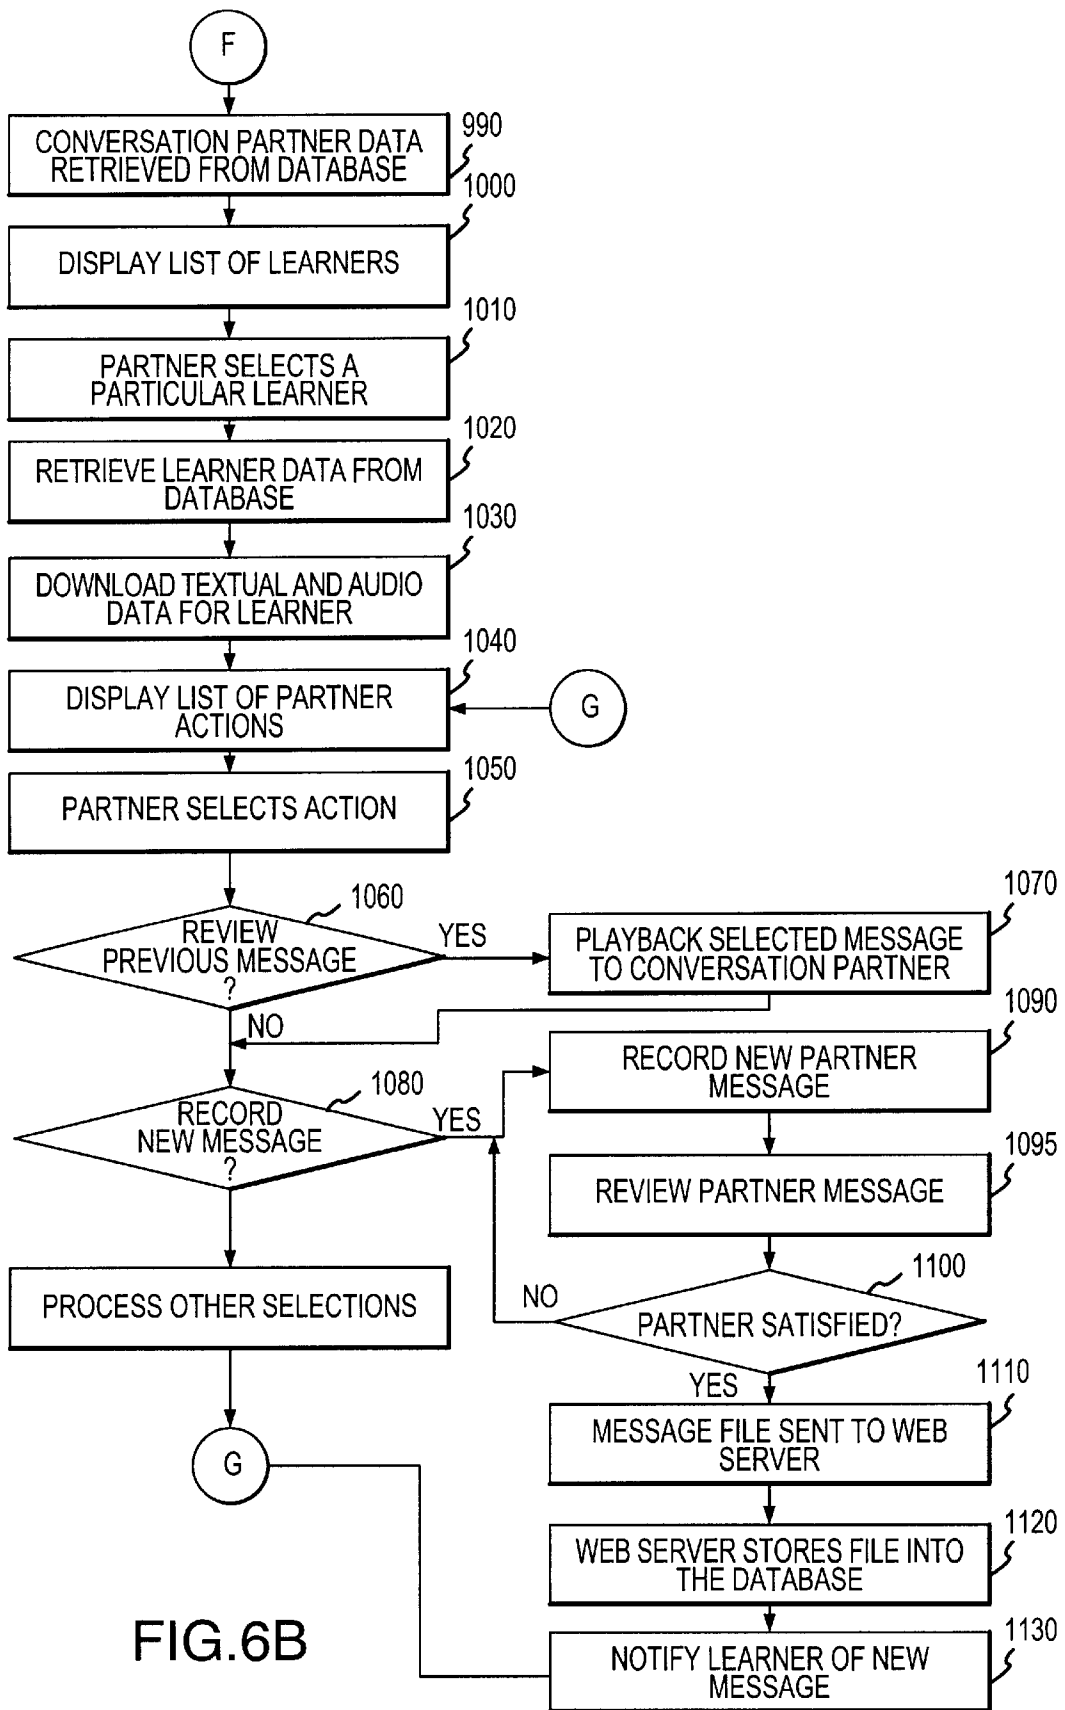 F
CONVERSATION PARTNER DATA
RETRIEVED FROM DATABASE
990
1000
DISPLAY LIST OF LEARNERS
1010
PARTNER SELECTS A
PARTICULAR LEARNER
1020
RETRIEVE LEARNER DATA FROM
DATABASE
1030
DOWNLOAD TEXTUAL AND AUDIO
DATA FOR LEARNER
1040
DISPLAY LIST OF PARTNER
ACTIONS
G
1050
PARTNER SELECTS ACTION
1060
REVIEW
PREVIOUS MESSAGE
?
YES
NO
1070
PLAYBACK SELECTED MESSAGE
TO CONVERSATION PARTNER
1080
RECORD
NEW MESSAGE
?
YES
1090
RECORD NEW PARTNER
MESSAGE
1095
REVIEW PARTNER MESSAGE
1100
PARTNER SATISFIED?
NO
YES
PROCESS OTHER SELECTIONS
G
1110
MESSAGE FILE SENT TO WEB
SERVER
1120
WEB SERVER STORES FILE INTO
THE DATABASE
1130
NOTIFY LEARNER OF NEW
MESSAGE
FIG.6B